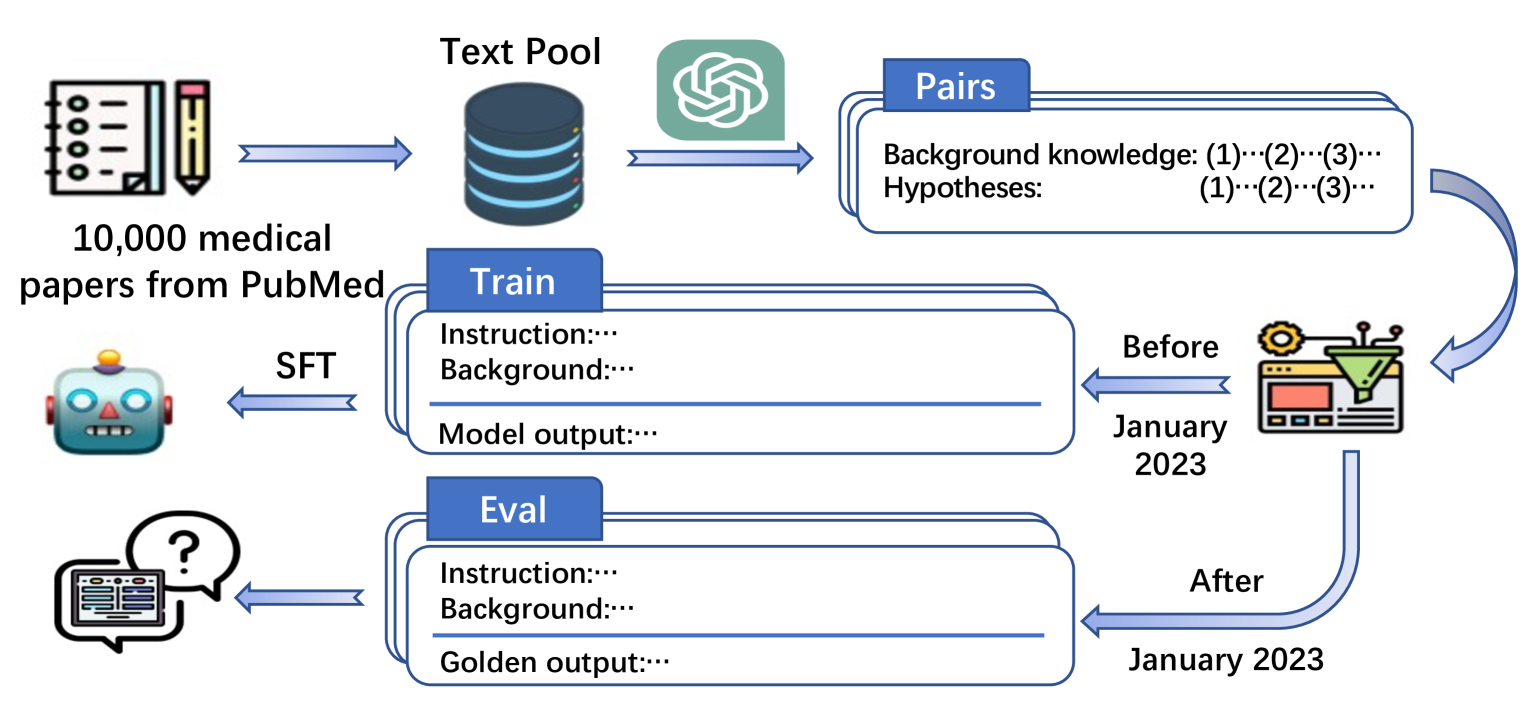 Text Pool
10,000 medical
papers from PubMed
Pairs
Background knowledge: (1)···(2)···(3)···
Hypotheses: (1)···(2)···(3)···
Train
Instruction:···
Background:···
Model output:···
SFT
Before
January
2023
Eval
Instruction:···
Background:···
Golden output:···
After
January 2023
?